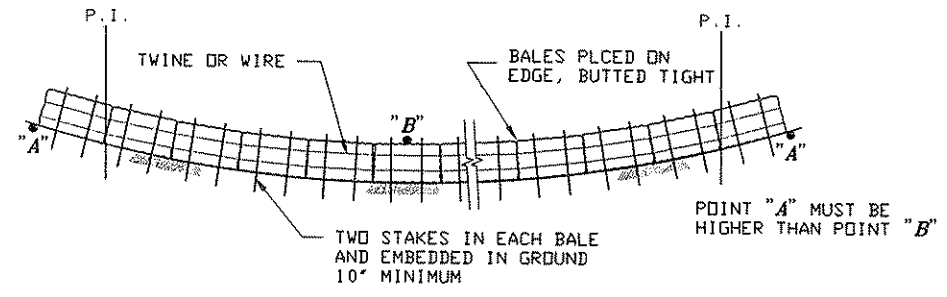 P.I.
P.I.
TWINE OR WIRE
BALES PLCED ON
EDGE, BUTTED TIGHT
"B"
"A"
"A"
POINT "A" MUST BE
HIGHER THAN POINT "B"
TWO STAKES IN EACH BALE
AND EMBEDDED IN GROUND
10" MINIMUM